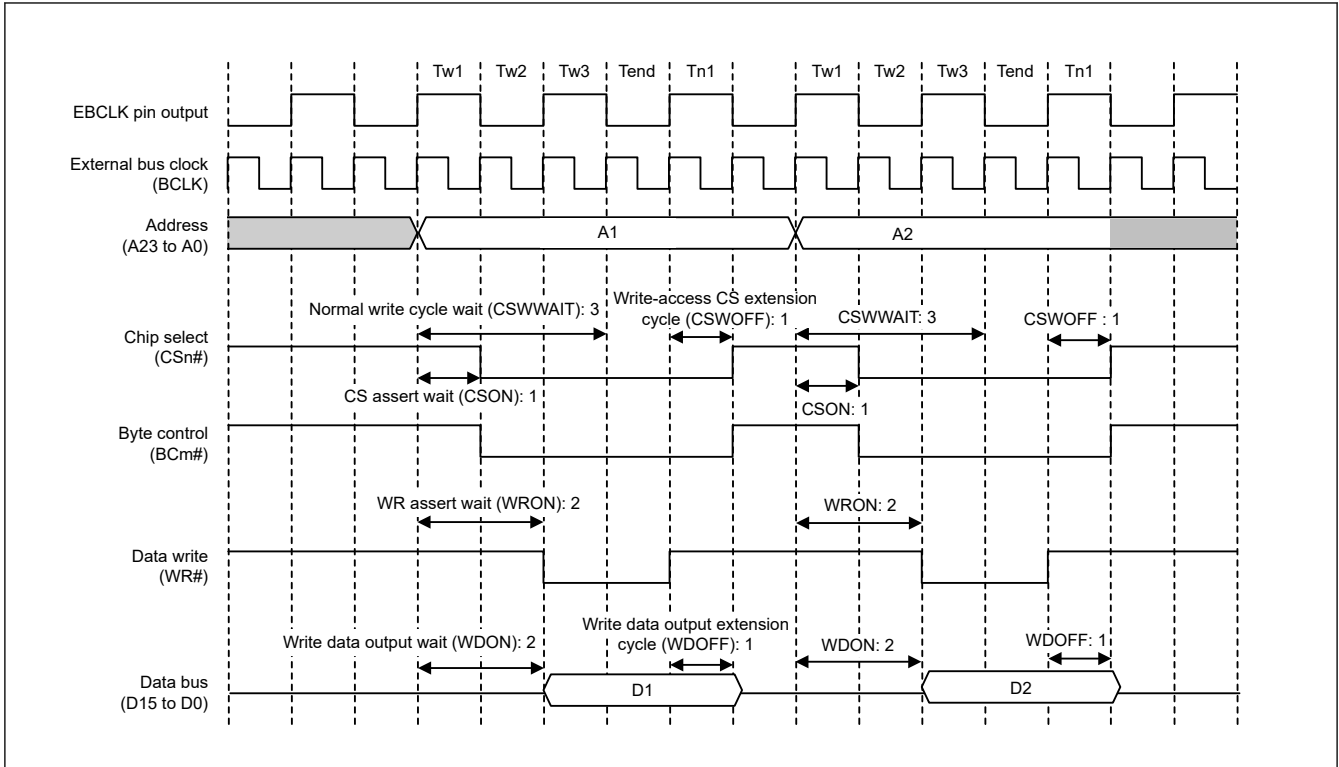 Tw1 Tw2 Tw3 Tend Tn1 Tw1 Tw2 Tw3 Tend Tn1
EBCLK pin output
External bus clock
(BCLK)
Address
(A23 to A0)
A1
A2
Normal write cycle wait (CSWWAIT): 3
Write-access CS extension
cycle (CSWOFF): 1
CSWWAIT: 3
CSWOFF : 1
Chip select
(CSn#)
CS assert wait (CSON): 1
CSON: 1
Byte control
(BCm#)
WR assert wait (WRON): 2
WRON: 2
Data write
(WR#)
Write data output wait (WDON): 2
Write data output extension
cycle (WDOFF): 1
WDON: 2
WDOFF: 1
Data bus
(D15 to D0)
D1
D2